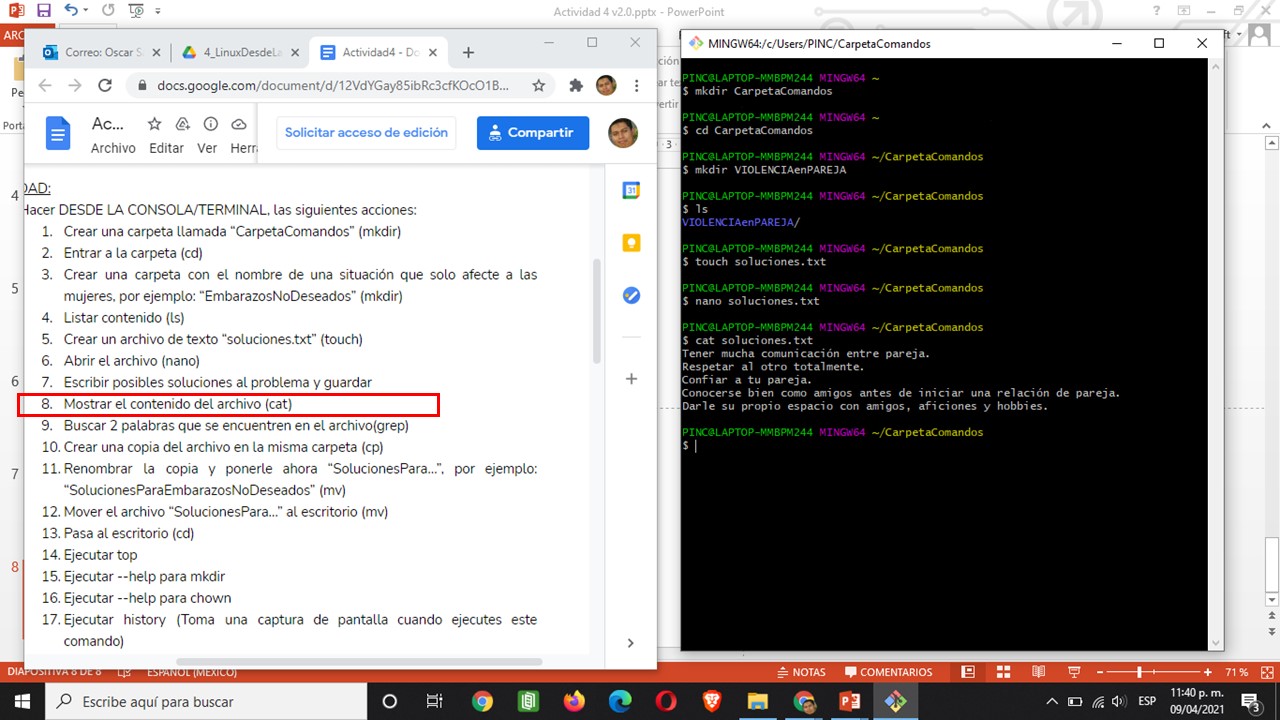 Actividad 4 v2.0.pptx - PowerPoint
ARC
Correo: Oscar S
4_LinuxDesdeLa
Actividad4 - Do
docs.google.com/document/d/12VdYGay85ibRc3cfKOcO1B...
Ac...
Archivo Editar Ver Herra
Solicitar acceso de edición
Compartir
DAD:
Hacer DESDE LA CONSOLA/TERMINAL, las siguientes acciones:
1. Crear una carpeta llamada “CarpetaComandos” (mkdir)
2. Entrar a la carpeta (cd)
3. Crear una carpeta con el nombre de una situación que solo afecte a las
mujeres, por ejemplo: “EmbarazosNoDeseados” (mkdir)
4. Listar contenido (ls)
5. Crear un archivo de texto “soluciones.txt” (touch)
6. Abrir el archivo (nano)
7. Escribir posibles soluciones al problema y guardar
8. Mostrar el contenido del archivo (cat)
9. Buscar 2 palabras que se encuentren en el archivo(grep)
10. Crear una copia del archivo en la misma carpeta (cp)
11. Renombrar la copia y ponerle ahora “SolucionesPara...”, por ejemplo:
“SolucionesParaEmbarazosNoDeseados” (mv)
12. Mover el archivo “SolucionesPara...” al escritorio (mv)
13. Pasa al escritorio (cd)
14. Ejecutar top
15. Ejecutar --help para mkdir
16. Ejecutar --help para chown
17. Ejecutar history (Toma una captura de pantalla cuando ejecutes este
comando)
4
5
6
7
8
31
MINGW64:/c/Users/PINC/CarpetaComandos
PINC@LAPTOP-MMBPM244 MINGW64 ~
$ mkdir CarpetaComandos
PINC@LAPTOP-MMBPM244 MINGW64 ~
$ cd CarpetaComandos
PINC@LAPTOP-MMBPM244 MINGW64 ~/CarpetaComandos
$ mkdir VIOLENCIAenPAREJA
PINC@LAPTOP-MMBPM244 MINGW64 ~/CarpetaComandos
$ ls
VIOLENCIAenPAREJA/
PINC@LAPTOP-MMBPM244 MINGW64 ~/CarpetaComandos
$ touch soluciones.txt
PINC@LAPTOP-MMBPM244 MINGW64 ~/CarpetaComandos
$ nano soluciones.txt
PINC@LAPTOP-MMBPM244 MINGW64 ~/CarpetaComandos
$ cat soluciones.txt
Tener mucha comunicación entre pareja.
Respetar al otro totalmente.
Confiar a tu pareja.
Conocerse bien como amigos antes de iniciar una relación de pareja.
Darle su propio espacio con amigos, aficiones y hobbies.
PINC@LAPTOP-MMBPM244 MINGW64 ~/CarpetaComandos
$
DIAPOSITIVA 8 DE 8 ESPAÑOL (MÉXICO) NOTAS COMENTARIOS 71 %
Escribe aquí para buscar
ESP
11:40 p. m.
09/04/2021
3